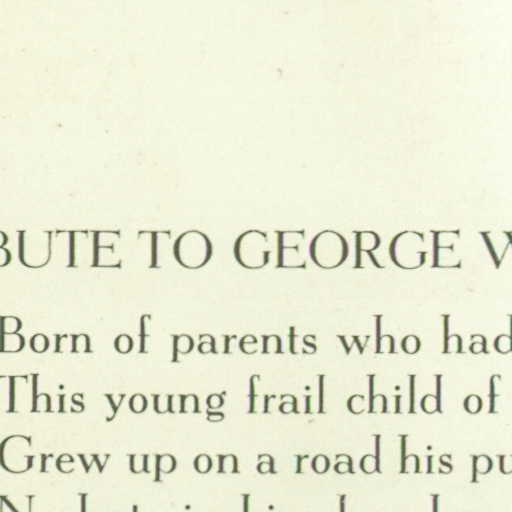 BUTE TO GEORGE W
Born of parents who had
This young frail child of
Grew up on a road his pu